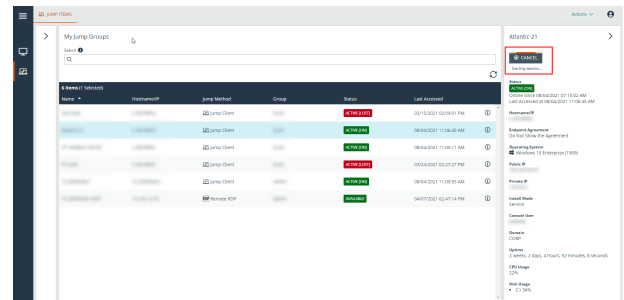 JUMP ITEMS
Actions
My Jump Groups
Search
6 items (1 Selected)
Name Hostname/IP Jump Method Group Status Last Accessed
Jump Client ACTIVE (LOST) 03/15/2021 02:09:01 PM
Jump Client ACTIVE (ON) 08/04/2021 11:06:45 AM
Jump Client ACTIVE (ON) 08/04/2021 11:00:11 AM
Jump Client ACTIVE (LOST) 03/24/2021 02:27:27 PM
Jump Client ACTIVE (ON) 08/04/2021 11:00:35 AM
RDP Remote RDP AVAILABLE 04/07/2021 02:47:14 PM
Atlantic-21
CANCEL
Starting session...
Status
ACTIVE (ON)
Online Since 08/04/2021 07:15:02 AM
Last Accessed at 08/04/2021 11:06:45 AM
Hostname/IP
Endpoint Agreement
Do Not Show the Agreement
Operating System
Windows 10 Enterprise (1909)
Public IP
Private IP
Install Mode
Service
Console User
Domain
CORP
Uptime
2 weeks, 2 days, 4 hours, 52 minutes, 8 seconds
CPU Usage
22%
Disk Usage
• C:\ 34%